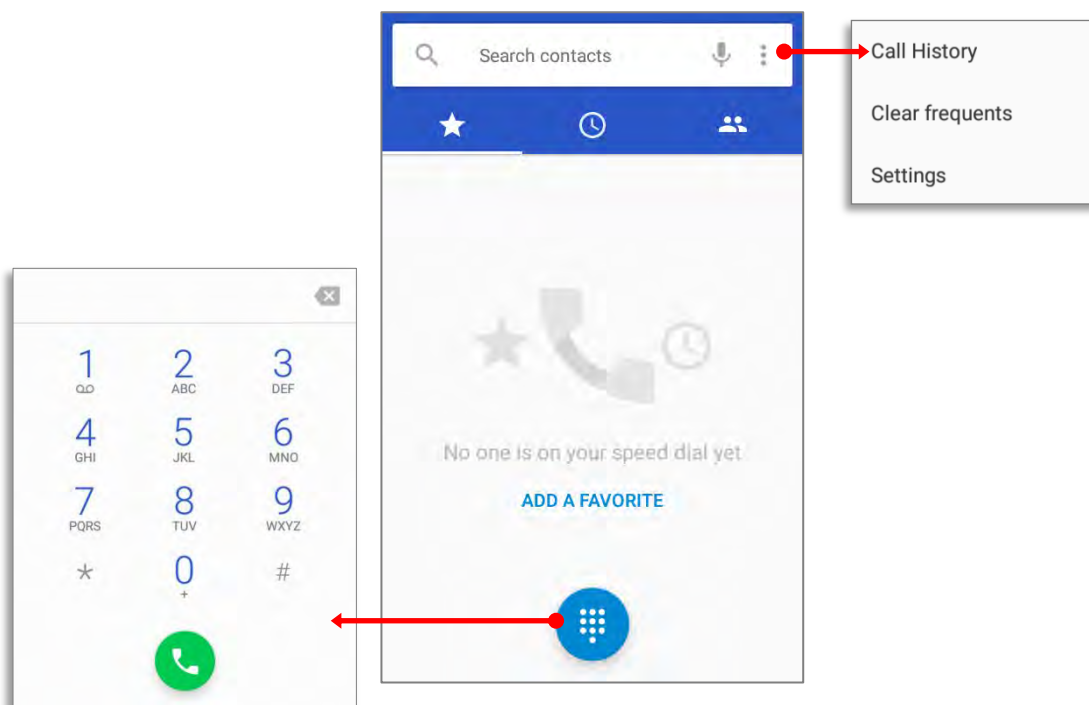 Search contacts
Call History
Clear frequents
Settings
No one is on your speed dial yet
ADD A FAVORITE
1 2 3
ABC DEF
4 5 6
GHI JKL MNO
7 8 9
PQRS TUV WXYZ
* 0 #
+